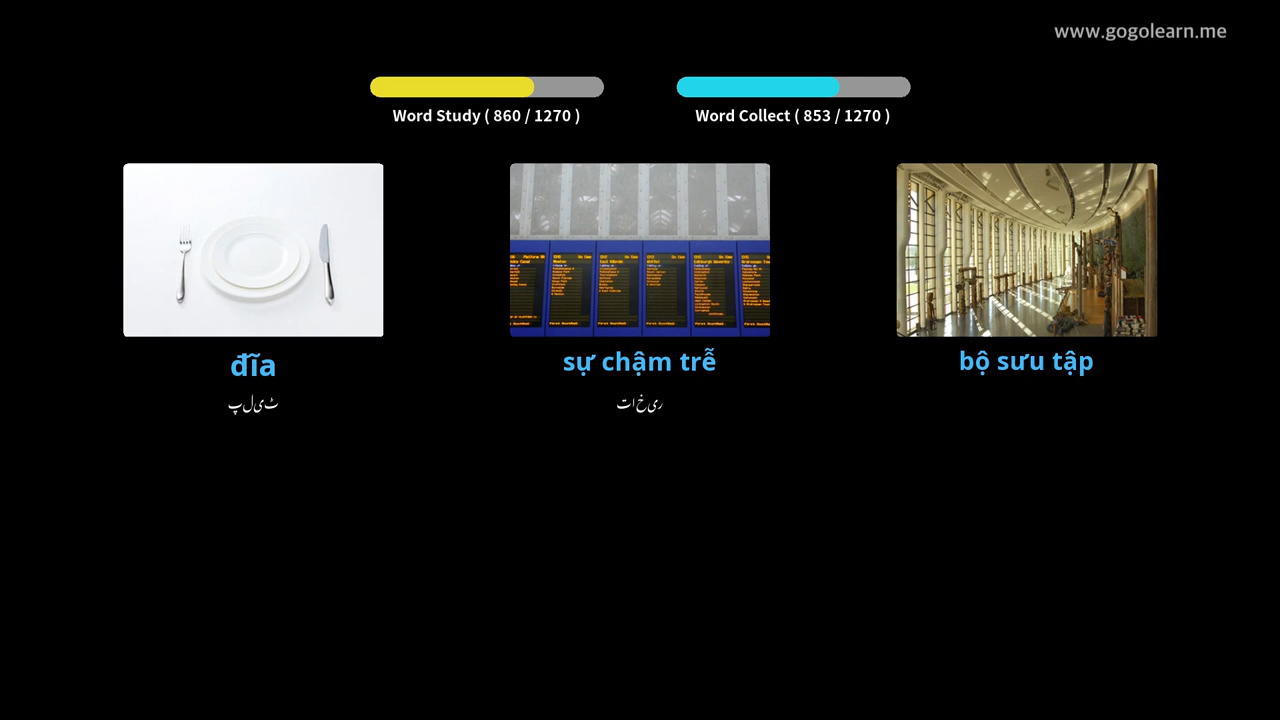 www.gogolearn.me
Word Study ( 860 / 1270 )
Word Collect ( 853 / 1270 )
đĩa
sự chậm trễ
bộ sưu tập
پلیٹ
تاخیر